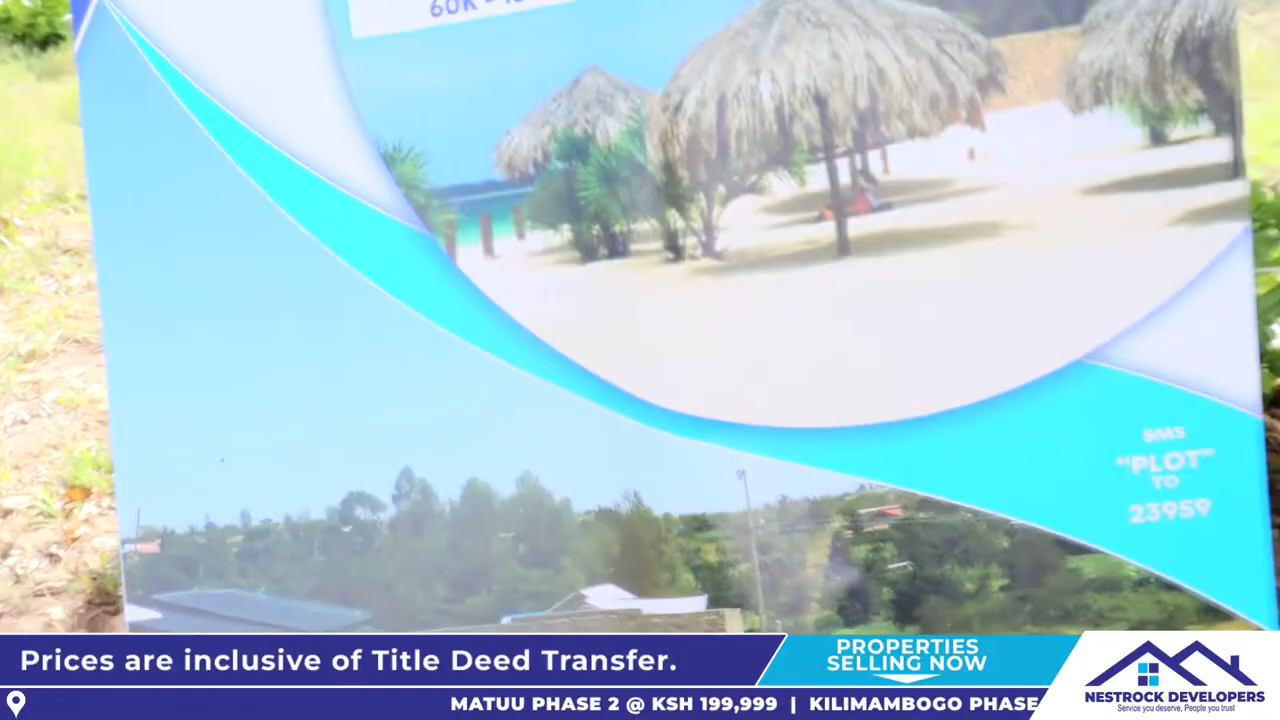 60K -
SMS
"PLOT"
TO
23959
Prices are inclusive of Title Deed Transfer.
PROPERTIES
SELLING NOW
MATUU PHASE 2 @ KSH 199,999 | KILIMAMBOGO PHASE
NESTROCK DEVELOPERS
Service you deserve, People you trust